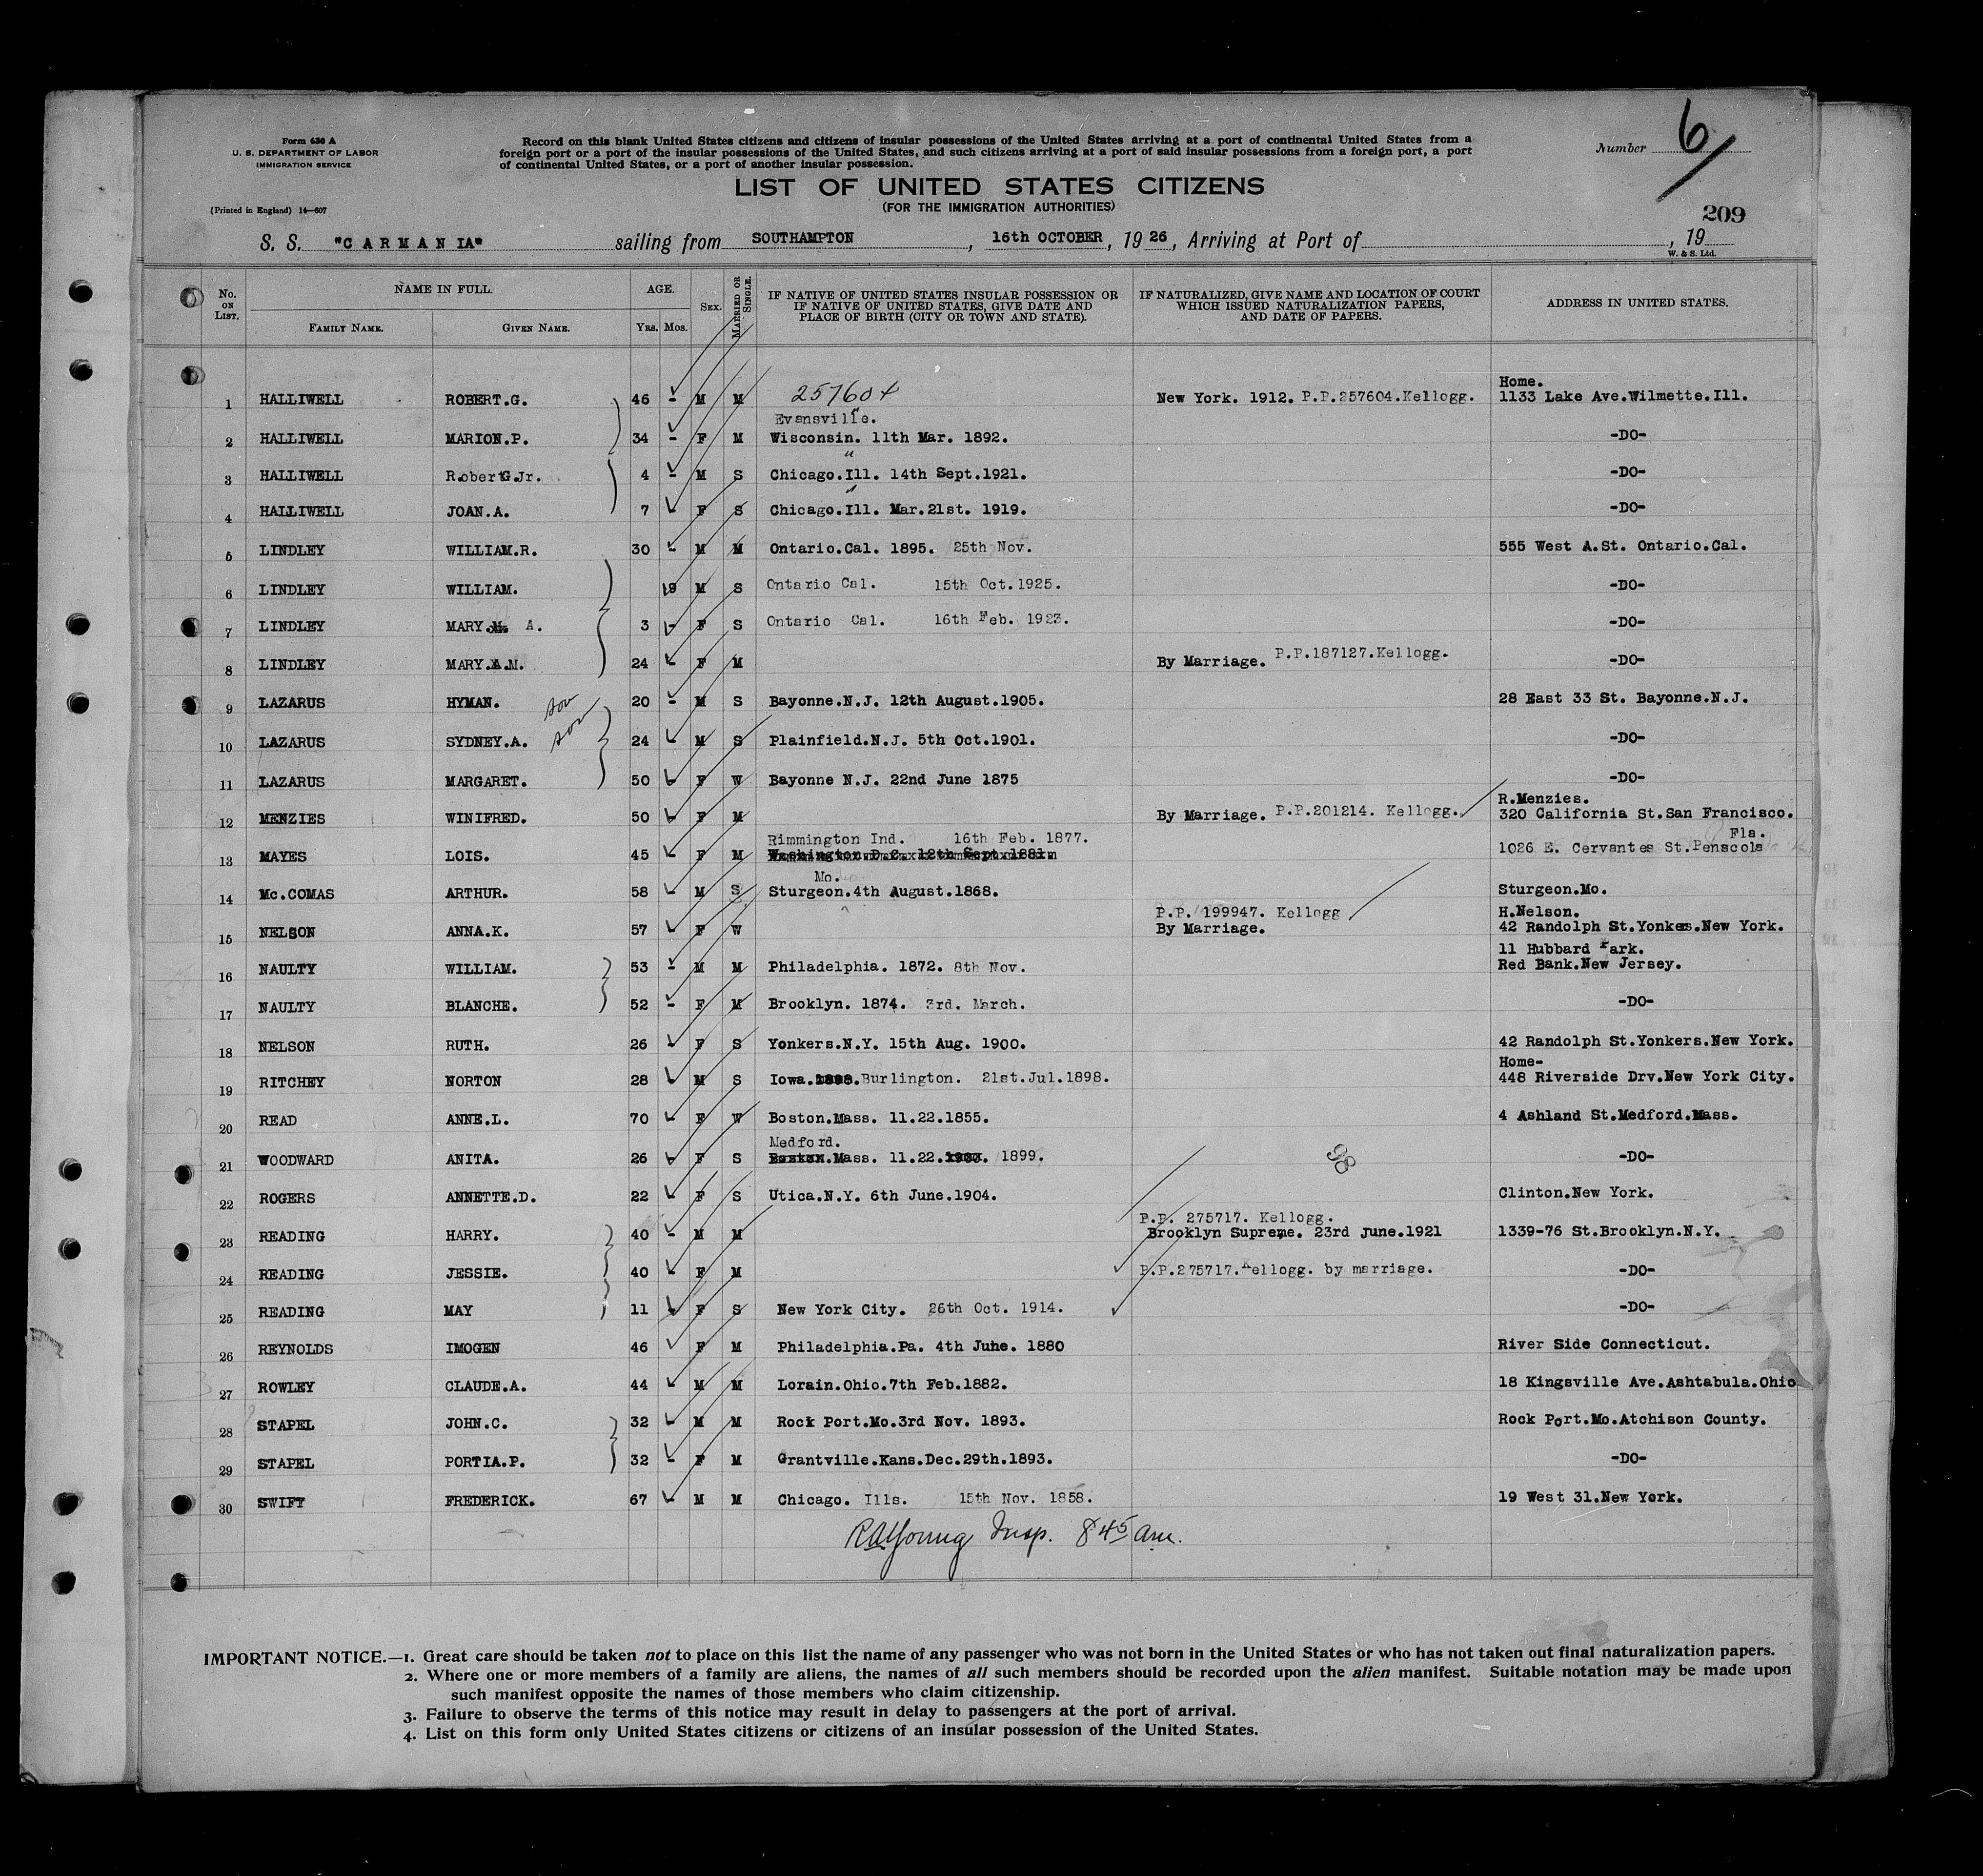 Form 630 A
U. S. DEPARTMENT OF LABOR
IMMIGRATION SERVICE
(Printed in England) 14—607
Record on this blank United States citizens and citizens of insular possessions of the United States arriving at a port of continental United States from a
foreign port or a port of the insular possessions of the United States, and such citizens arriving at a port of said insular possessions from a foreign port, a port
of continental United States, or a port of another insular possession.
Number 6
LIST OF UNITED STATES CITIZENS
(FOR THE IMMIGRATION AUTHORITIES)
209
S. S. "CARMANIA" sailing from SOUTHAMPTON, 16th OCTOBER, 1926, Arriving at Port of , 19
W. & S. Ltd.
No. ON LIST. NAME IN FULL. FAMILY NAME. GIVEN NAME. AGE. YRS. MOS. SEX. MARRIED OR SINGLE. IF NATIVE OF UNITED STATES INSULAR POSSESSION OR IF NATIVE OF UNITED STATES, GIVE DATE AND PLACE OF BIRTH (CITY OR TOWN AND STATE). IF NATURALIZED, GIVE NAME AND LOCATION OF COURT WHICH ISSUED NATURALIZATION PAPERS, AND DATE OF PAPERS. ADDRESS IN UNITED STATES.
Home.
1 HALLIWELL ROBERT.G. 46 - M M 257604 New York. 1912. P.P.257604.Kellogg. 1133 Lake Ave.Wilmette.Ill.
Evansville.
2 HALLIWELL MARION.P. 34 - F M Wisconsin. 11th Mar. 1892. -DO-
3 HALLIWELL RobertG.Jr. 4 - M S Chicago.Ill. 14th Sept.1921. -DO-
4 HALLIWELL JOAN.A. 7 - F S Chicago.Ill. Mar.21st. 1919. -DO-
5 LINDLEY WILLIAM.R. 30 - M M Ontario.Cal. 1895. 25th Nov. 555 West A.St. Ontario.Cal.
6 LINDLEY WILLIAM. 9 M S Ontario Cal. 15th Oct.1925. -DO-
7 LINDLEY MARY. A. 3 - F S Ontario Cal. 16th Feb. 1923. -DO-
8 LINDLEY MARY.A.M. 24 - F M By Marriage. P.P.187127.Kellogg. -DO-
9 LAZARUS HYMAN. son 20 - M S Bayonne.N.J. 12th August.1905. 28 East 33 St. Bayonne.N.J.
10 LAZARUS SYDNEY.A. son 24 - M S Plainfield.N.J. 5th Oct.1901. -DO-
11 LAZARUS MARGARET. 50 - F W Bayonne N.J. 22nd June 1875 -DO-
R.Menzies.
12 MENZIES WINIFRED. 50 - F M By Marriage. P.P.201214. Kellogg. 320 California St.San Francisco.
Rimmington Ind. 16th Feb. 1877. Fla.
13 MAYES LOIS. 45 - F M Washington.D.C. 12th Sept.1881. 1026 E. Cervantes St.Penscola
Mo.
14 Mc.COMAS ARTHUR. 58 - M S Sturgeon.4th August.1868. Sturgeon.Mo.
P.P. 199947. Kellogg H.Nelson.
15 NELSON ANNA.K. 57 - F W By Marriage. 42 Randolph St.Yonkers.New York.
11 Hubbard Park.
16 NAULTY WILLIAM. 53 - M M Philadelphia. 1872. 8th Nov. Red Bank.New Jersey.
17 NAULTY BLANCHE. 52 - F M Brooklyn. 1874. 3rd. March. -DO-
18 NELSON RUTH. 26 - F S Yonkers.N.Y. 15th Aug. 1900. 42 Randolph St.Yonkers.New York.
Home-
19 RITCHEY NORTON 28 - M S Iowa.1898.Burlington. 21st.Jul.1898. 448 Riverside Drv.New York City.
20 READ ANNE.L. 70 - F W Boston.Mass. 11.22.1855. 4 Ashland St.Medford.Mass.
Medford.
21 WOODWARD ANITA. 26 - F S Boston.Mass. 11.22. 1899. -DO-
22 ROGERS ANNETTE.D. 22 - F S Utica.N.Y. 6th June.1904. Clinton.New York.
P.P. 275717. Kellogg.
23 READING HARRY. 40 - M M Brooklyn Supreme. 23rd June.1921 1339-76 St.Brooklyn.N.Y.
24 READING JESSIE. 40 - F M P.P.275717.Kellogg. by marriage. -DO-
25 READING MAY 11 - F S New York City. 26th Oct. 1914. -DO-
26 REYNOLDS IMOGEN 46 F M Philadelphia.Pa. 4th June. 1880 River Side Connecticut.
27 ROWLEY CLAUDE.A. 44 - M M Lorain.Ohio.7th Feb.1882. 18 Kingsville Ave.Ashtabula.Ohio
28 STAPEL JOHN.C. 32 - M M Rock Port.Mo.3rd Nov. 1893. Rock Port.Mo.Atchison County.
29 STAPEL PORTIA.P. 32 - F M Grantville.Kans.Dec.29th.1893. -DO-
30 SWIFT FREDERICK. 67 - M M Chicago. Ills. 15th Nov. 1858. 19 West 31.New York.
RAYoung Insp. 8 45 am.
IMPORTANT NOTICE.—1. Great care should be taken not to place on this list the name of any passenger who was not born in the United States or who has not taken out final naturalization papers.
2. Where one or more members of a family are aliens, the names of all such members should be recorded upon the alien manifest. Suitable notation may be made upon
such manifest opposite the names of those members who claim citizenship.
3. Failure to observe the terms of this notice may result in delay to passengers at the port of arrival.
4. List on this form only United States citizens or citizens of an insular possession of the United States.